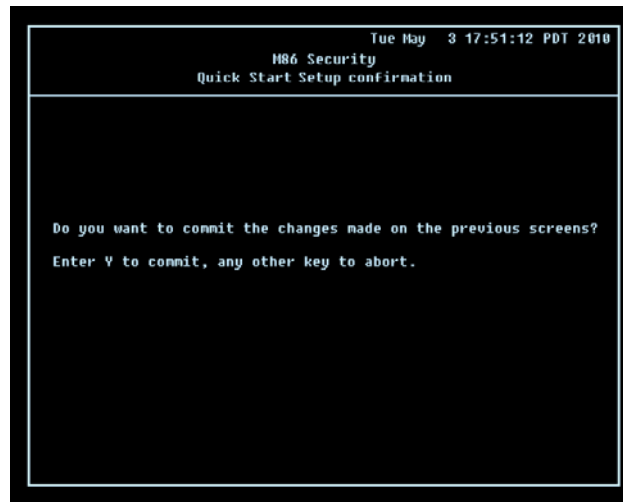 Tue May 3 17:51:12 PDT 2010
M86 Security
Quick Start Setup confirmation
Do you want to commit the changes made on the previous screens?
Enter Y to commit, any other key to abort.